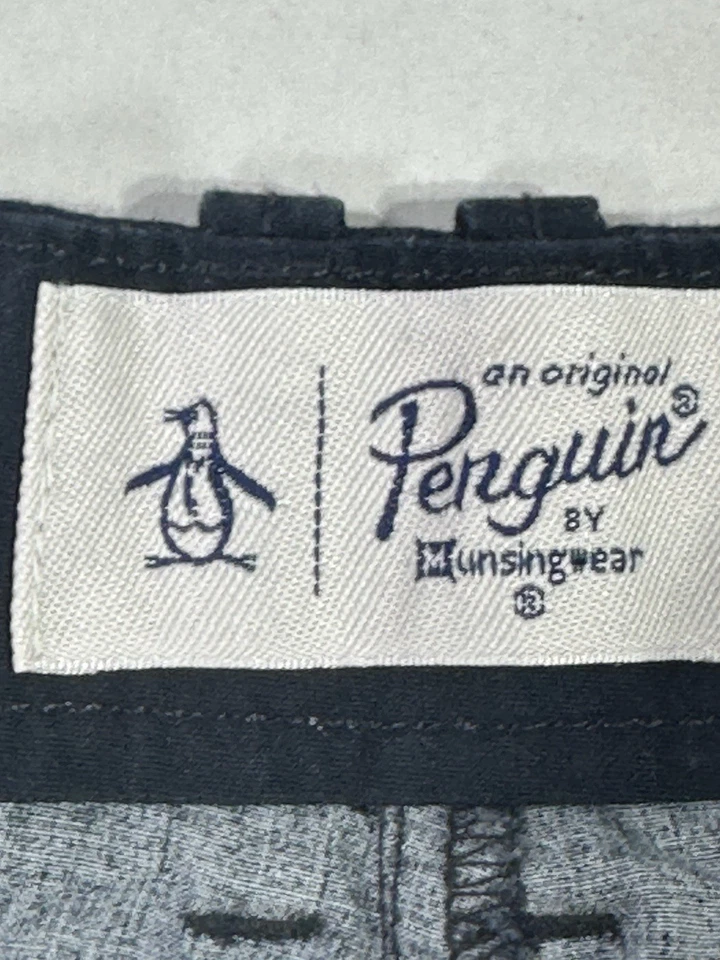 an original
Penguin®
BY
Munsingwear
®